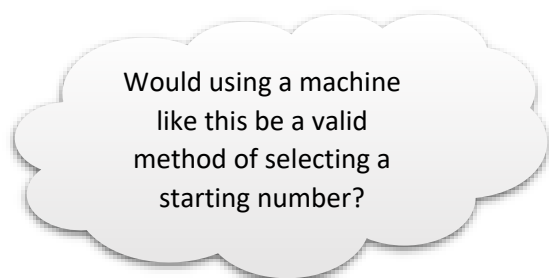 Would using a machine
like this be a valid
method of selecting a
starting number?